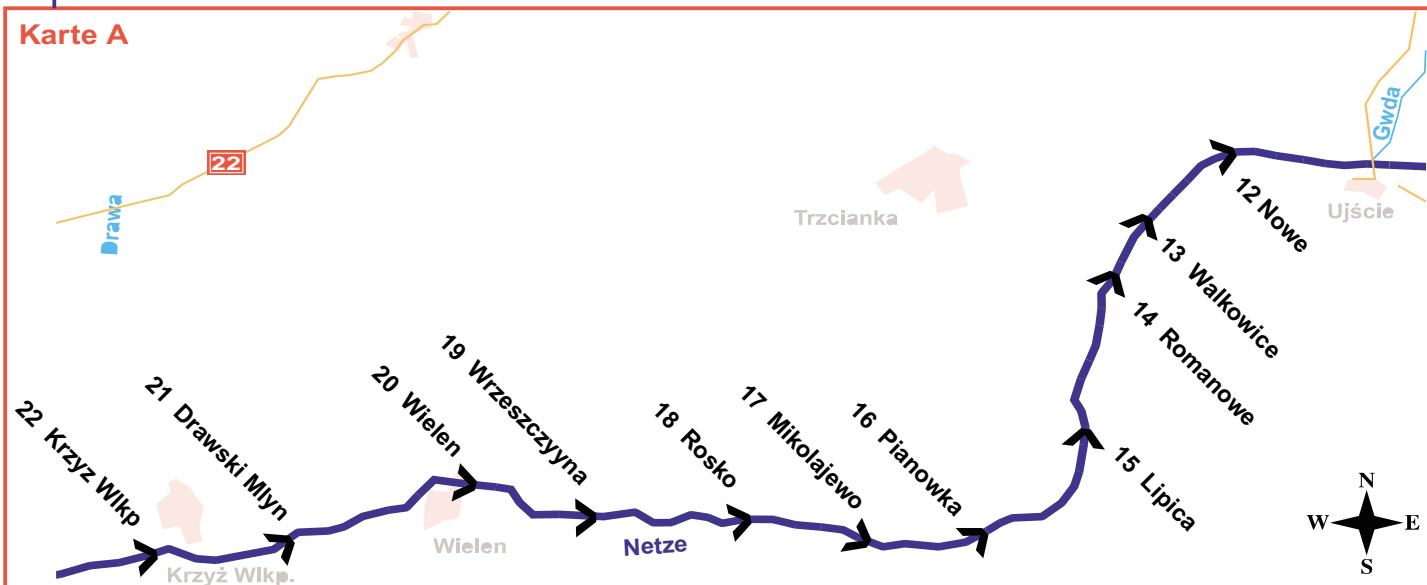 Karte A
22
Drawa
Gwda
Trzcianka
Ujście
12 Nowe
13 Walkowice
14 Romanowe
15 Lipica
16 Pianowka
17 Mikolajewo
18 Rosko
19 Wrzeszczyyna
20 Wielen
21 Drawski Mlyn
22 Krzyz Wlkp
Krzyż Wlkp.
Wielen
Netze
N
W
E
S